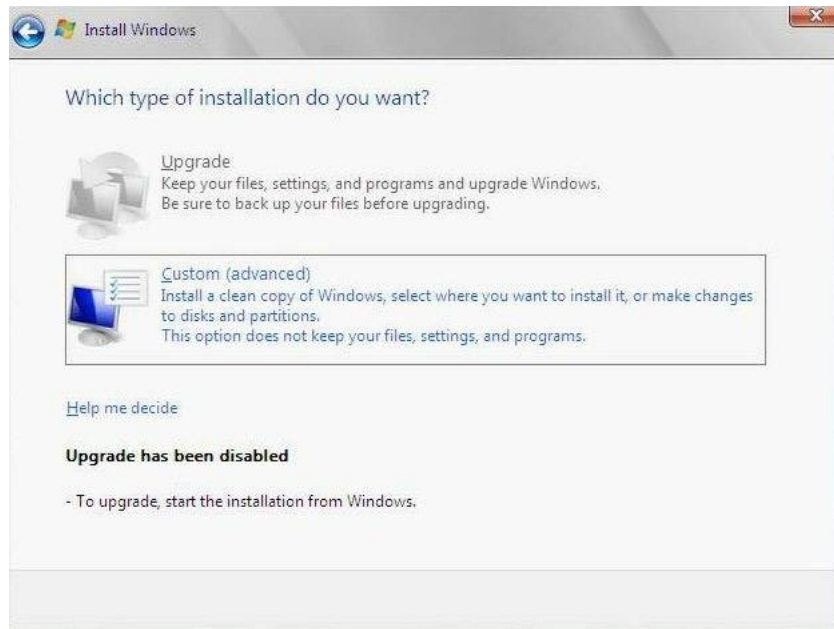 Install Windows
Which type of installation do you want?
Upgrade
Keep your files, settings, and programs and upgrade Windows.
Be sure to back up your files before upgrading.
Custom (advanced)
Install a clean copy of Windows, select where you want to install it, or make changes
to disks and partitions.
This option does not keep your files, settings, and programs.
Help me decide
Upgrade has been disabled
- To upgrade, start the installation from Windows.